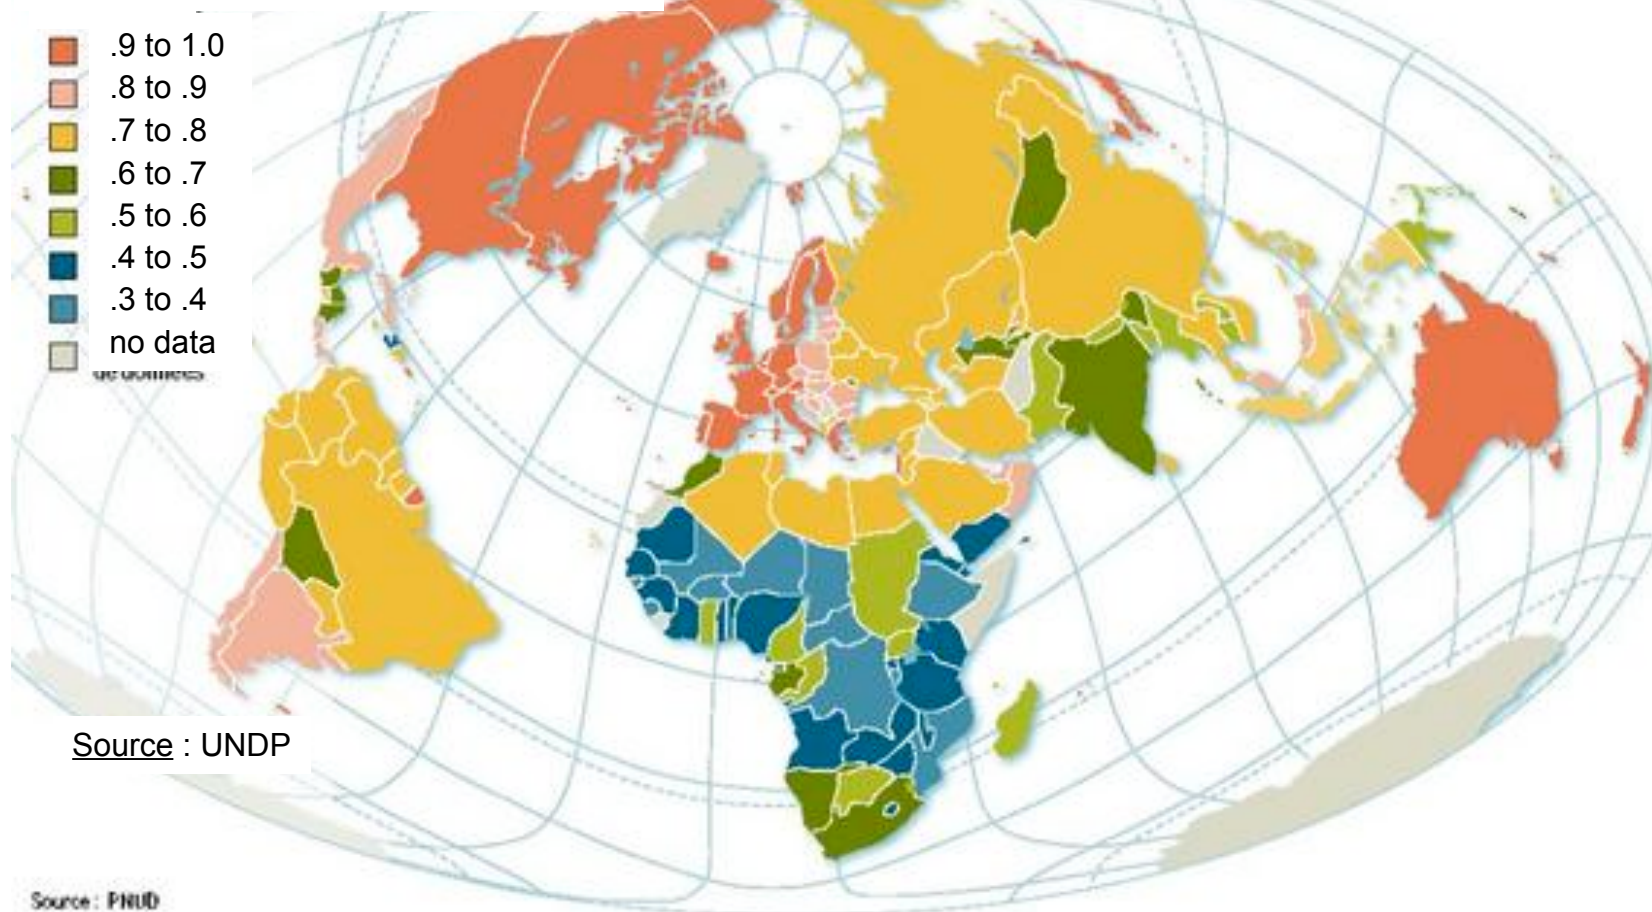 .9 to 1.0
.8 to .9
.7 to .8
.6 to .7
.5 to .6
.4 to .5
.3 to .4
no data
de données
Source : UNDP
Source : PNUD